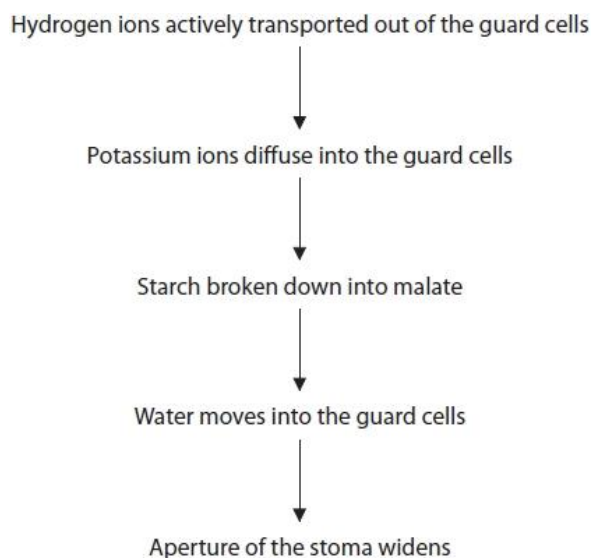 Hydrogen ions actively transported out of the guard cells
Potassium ions diffuse into the guard cells
Starch broken down into malate
Water moves into the guard cells
Aperture of the stoma widens